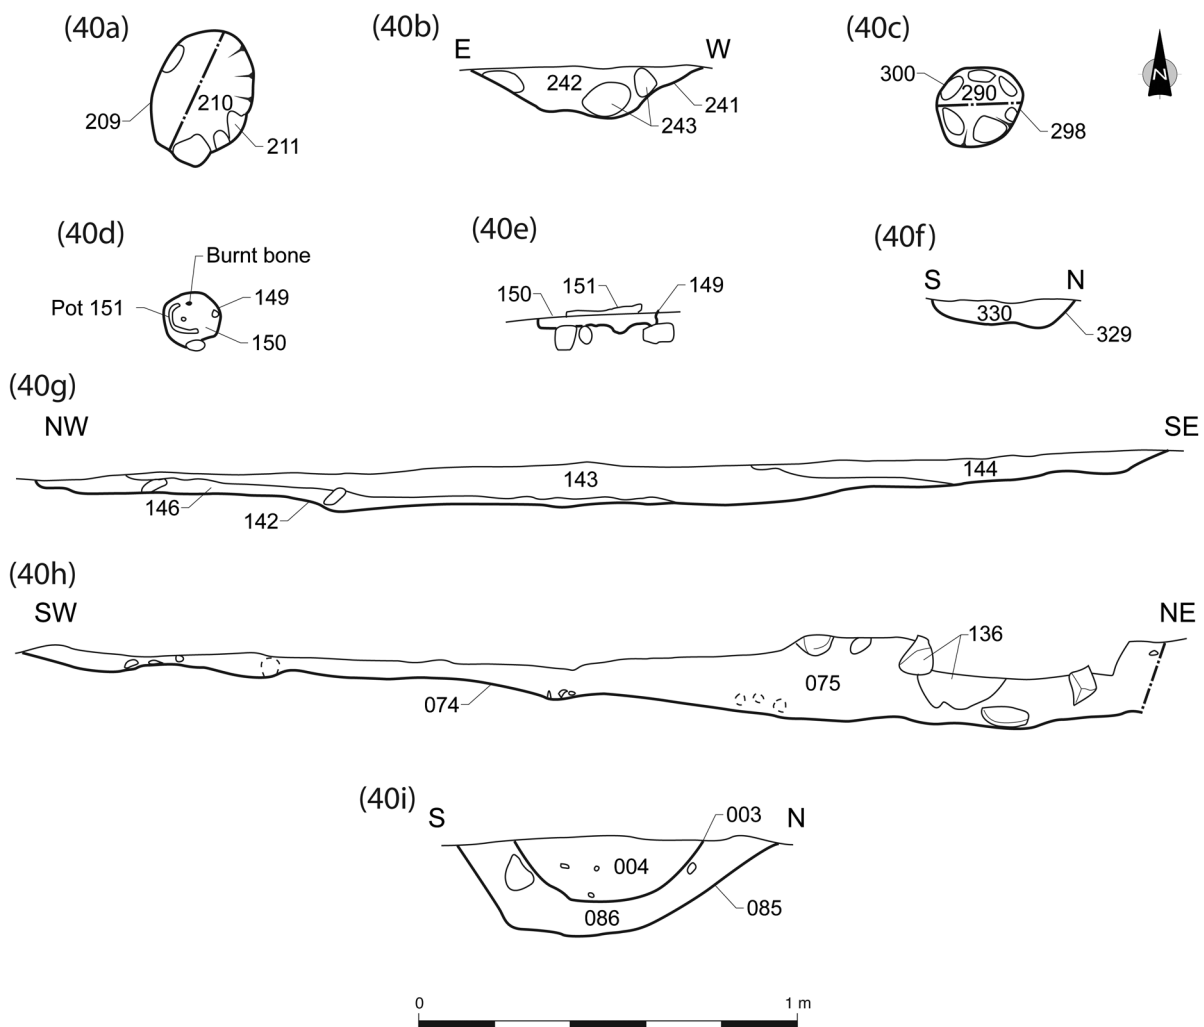 (40a)
209
210
211
(40b)
E
W
242
241
243
(40c)
300
290
298
N
(40d)
Burnt bone
Pot 151
149
150
(40e)
150
151
149
(40f)
S
N
330
329
(40g)
NW
SE
143
144
146
142
(40h)
SW
NE
136
075
074
(40i)
S
N
003
004
086
085
0
1 m